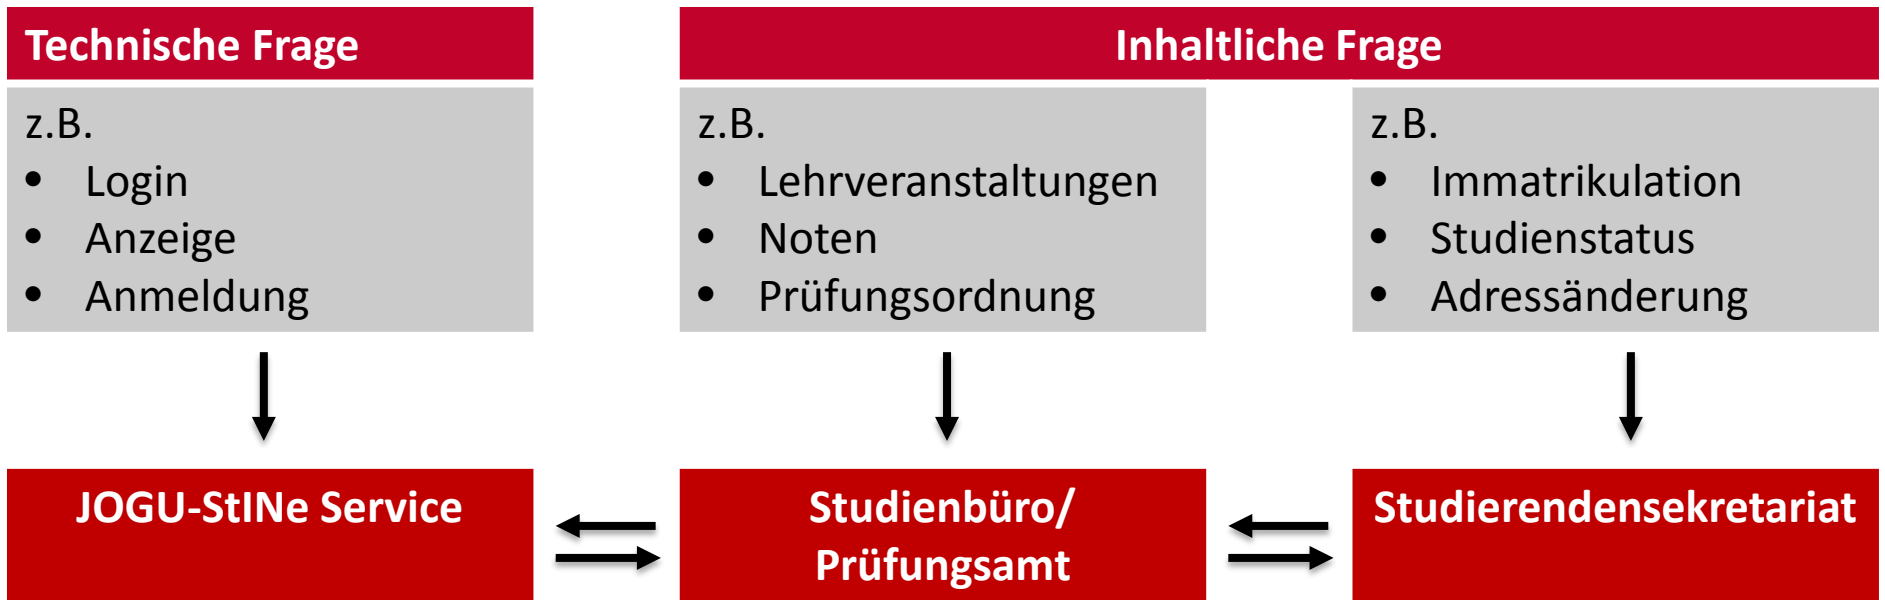 Technische Frage
Inhaltliche Frage
z.B.
• Login
• Anzeige
• Anmeldung
z.B.
• Lehrveranstaltungen
• Noten
• Prüfungsordnung
z.B.
• Immatrikulation
• Studienstatus
• Adressänderung
JOGU-StINe Service
Studienbüro/
Prüfungsamt
Studierendensekretariat